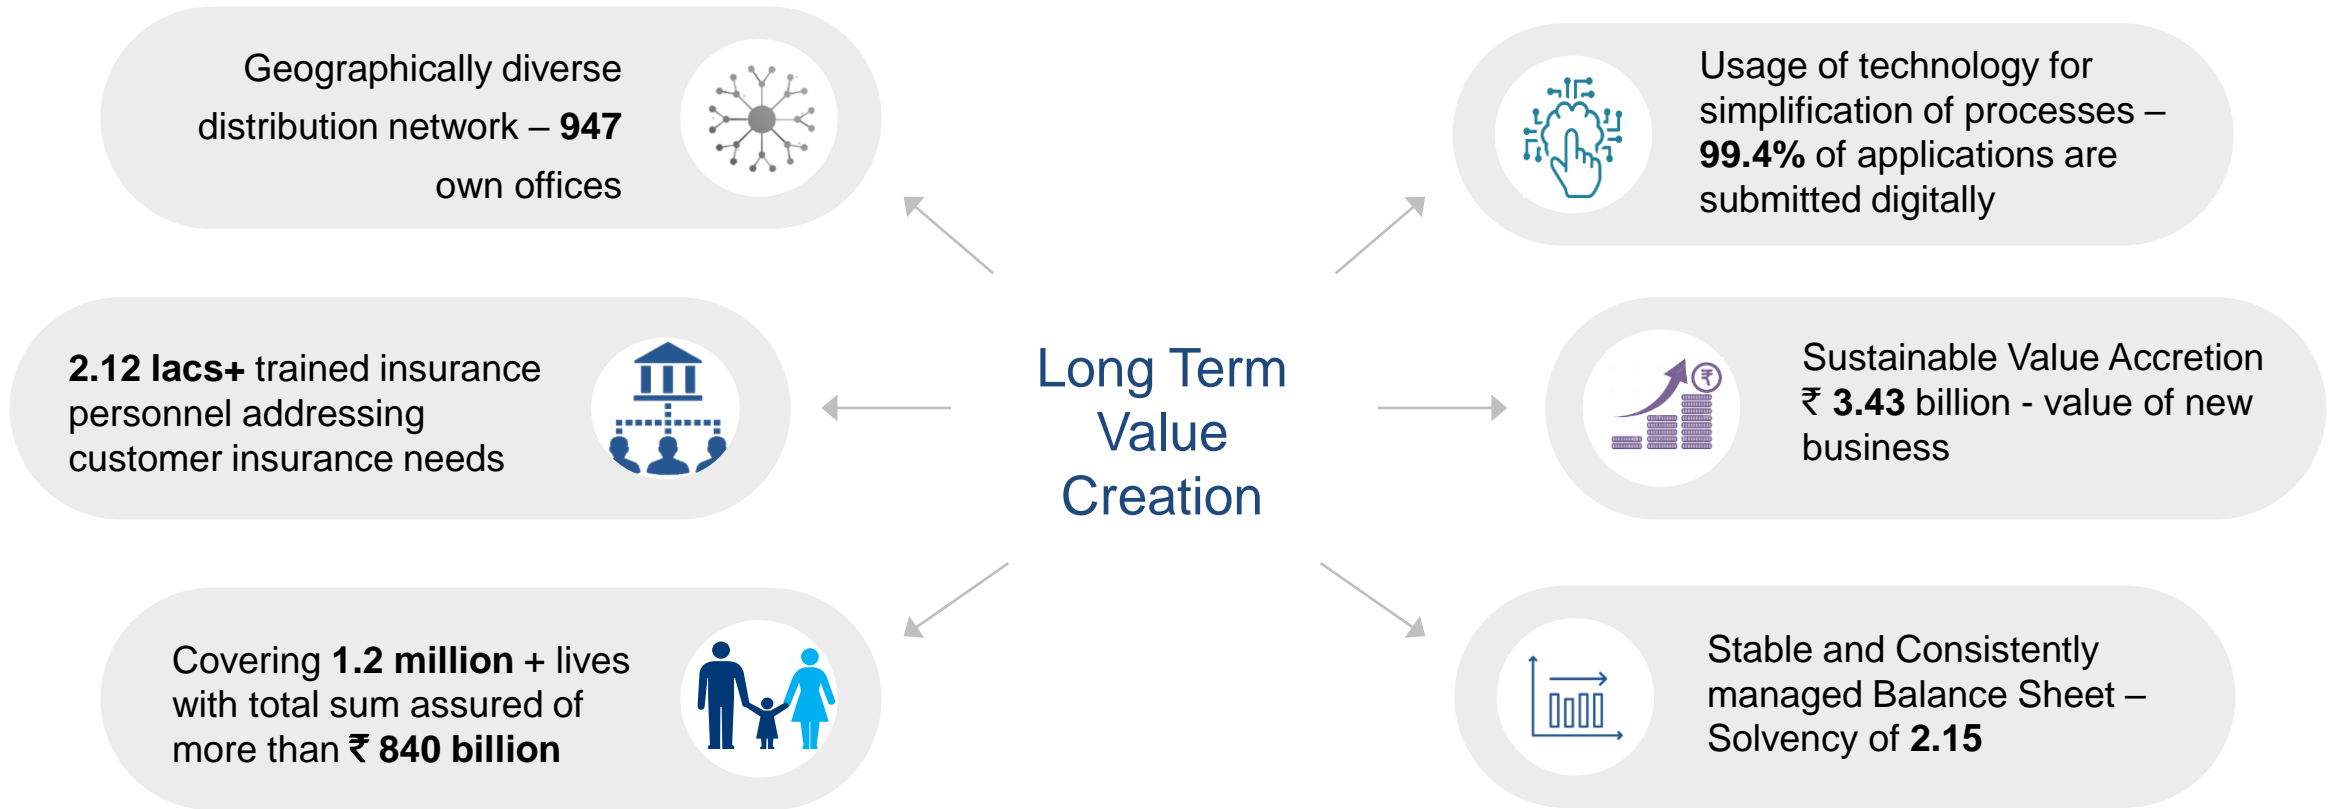 Geographically diverse
distribution network – 947
own offices
2.12 lacs+ trained insurance
personnel addressing
customer insurance needs
Covering 1.2 million + lives
with total sum assured of
more than ₹ 840 billion
Long Term
Value
Creation
Usage of technology for
simplification of processes –
99.4% of applications are
submitted digitally
₹
Sustainable Value Accretion
₹ 3.43 billion - value of new
business
Stable and Consistently
managed Balance Sheet –
Solvency of 2.15